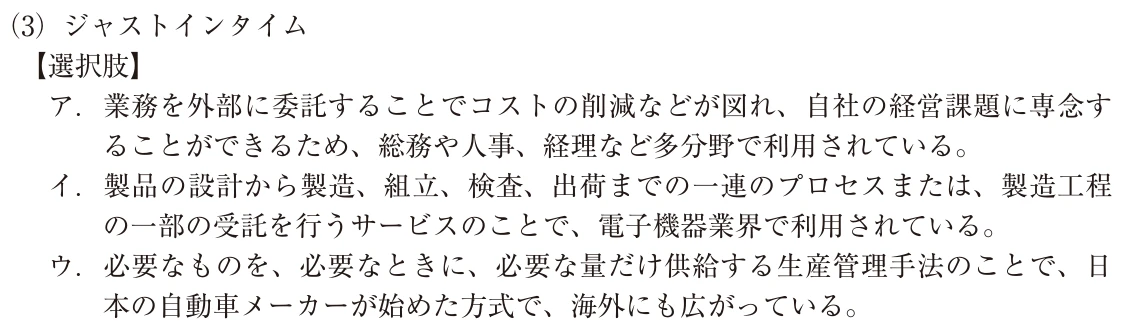 (3) ジャストインタイム
【選択肢】
ア．業務を外部に委託することでコストの削減などが図れ、自社の経営課題に専念す
ることができるため、総務や人事、経理など多分野で利用されている。
イ．製品の設計から製造、組立、検査、出荷までの一連のプロセスまたは、製造工程
の一部の受託を行うサービスのことで、電子機器業界で利用されている。
ウ．必要なものを、必要なときに、必要な量だけ供給する生産管理手法のことで、日
本の自動車メーカーが始めた方式で、海外にも広がっている。